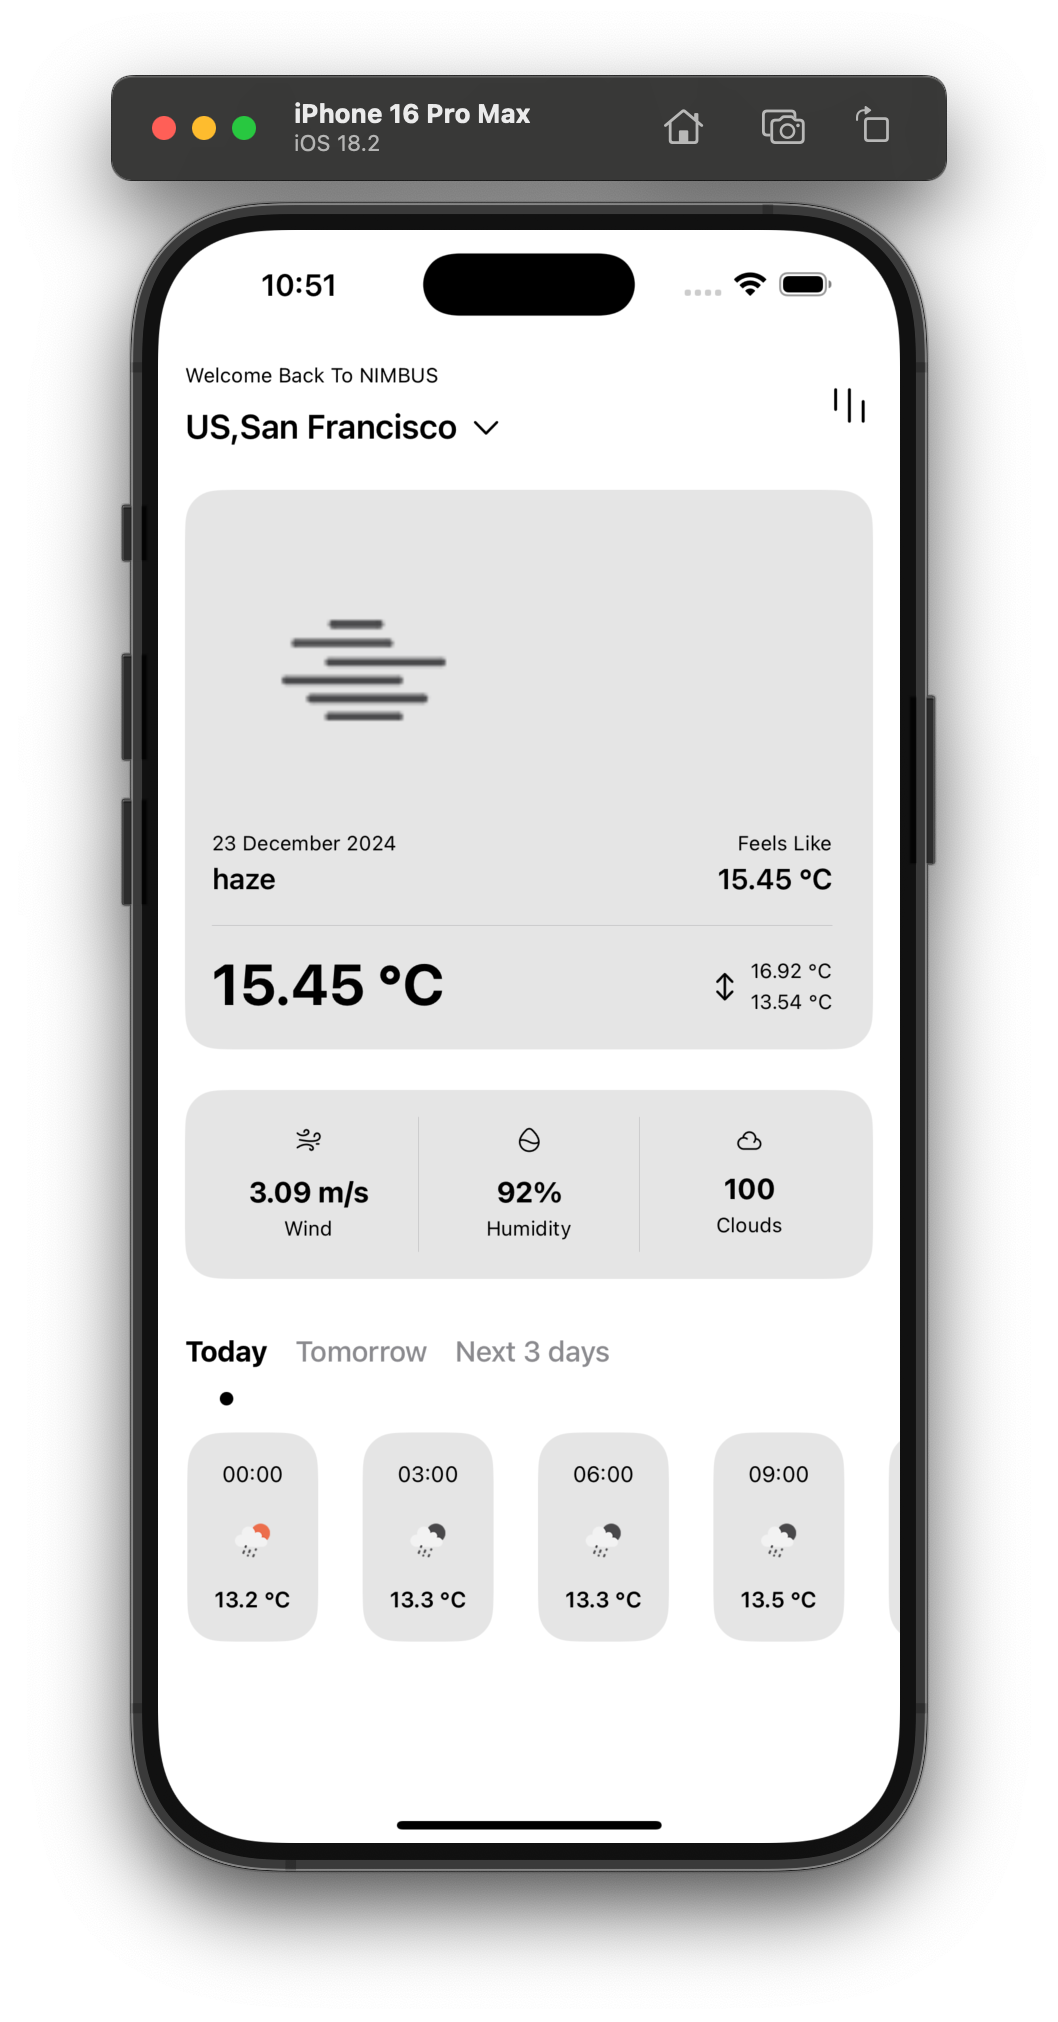 iPhone 16 Pro Max
iOS 18.2
10:51
Welcome Back To NIMBUS
US,San Francisco
23 December 2024
Feels Like
haze
15.45 °C
15.45 °C
16.92 °C
13.54 °C
3.09 m/s
92%
100
Wind
Humidity
Clouds
Today Tomorrow Next 3 days
00:00 03:00 06:00 09:00
13.2 °C 13.3 °C 13.3 °C 13.5 °C